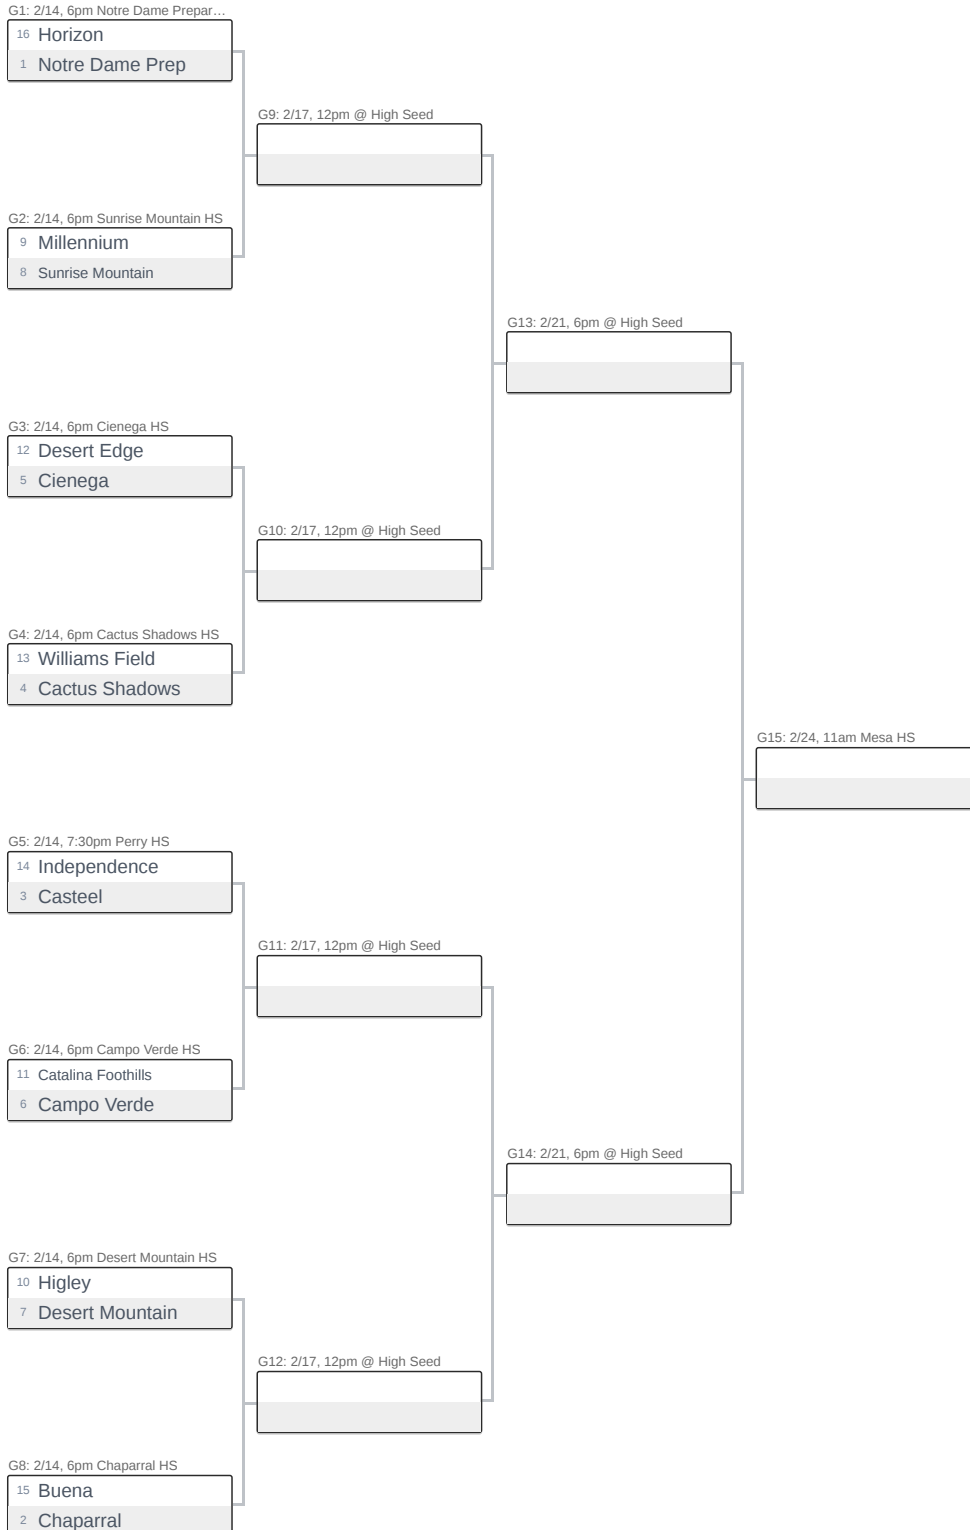 G1: 2/14, 6pm Notre Dame Prepar…
16 Horizon
1 Notre Dame Prep
G9: 2/17, 12pm @ High Seed
G2: 2/14, 6pm Sunrise Mountain HS
9 Millennium
8 Sunrise Mountain
G13: 2/21, 6pm @ High Seed
G3: 2/14, 6pm Cienega HS
12 Desert Edge
5 Cienega
G10: 2/17, 12pm @ High Seed
G4: 2/14, 6pm Cactus Shadows HS
13 Williams Field
4 Cactus Shadows
G15: 2/24, 11am Mesa HS
G5: 2/14, 7:30pm Perry HS
14 Independence
3 Casteel
G11: 2/17, 12pm @ High Seed
G6: 2/14, 6pm Campo Verde HS
11 Catalina Foothills
6 Campo Verde
G14: 2/21, 6pm @ High Seed
G7: 2/14, 6pm Desert Mountain HS
10 Higley
7 Desert Mountain
G12: 2/17, 12pm @ High Seed
G8: 2/14, 6pm Chaparral HS
15 Buena
2 Chaparral